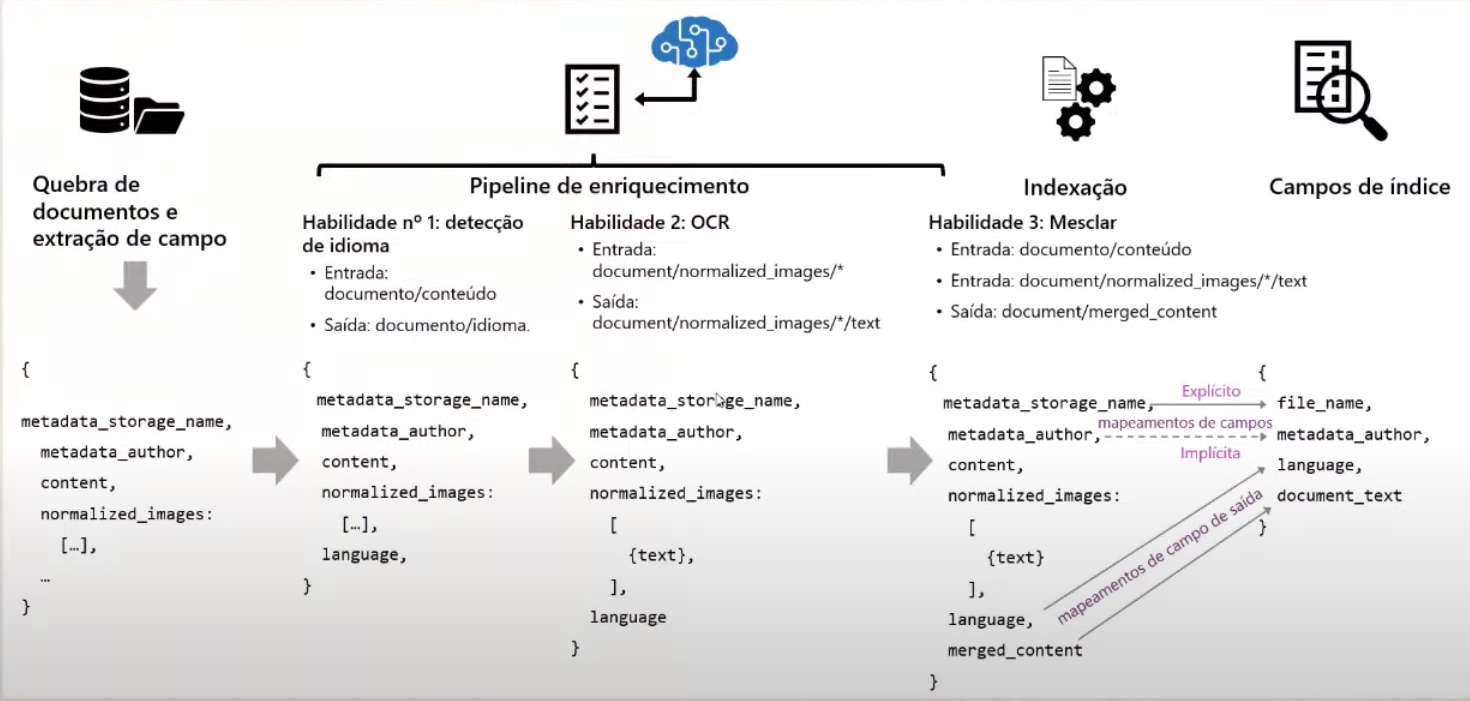 Quebra de
documentos e
extração de campo
{
metadata_storage_name,
metadata_author,
content,
normalized_images:
[…],
…
}
Pipeline de enriquecimento
Habilidade nº 1: detecção
de idioma
• Entrada:
documento/conteúdo
• Saída: documento/idioma.
{
metadata_storage_name,
metadata_author,
content,
normalized_images:
[…],
language,
}
Habilidade 2: OCR
• Entrada:
document/normalized_images/*
• Saída:
document/normalized_images/*/text
{
metadata_storage_name,
metadata_author,
content,
normalized_images:
[
{text},
],
language
}
Indexação
Habilidade 3: Mesclar
• Entrada: documento/conteúdo
• Entrada: document/normalized_images/*/text
• Saída: document/merged_content
{
metadata_storage_name,
metadata_author,
content,
normalized_images:
[
{text}
],
language,
merged_content
}
Explícito
mapeamentos de campos
Implícita
mapeamentos de campo de saída
Campos de índice
{
file_name,
metadata_author,
language,
document_text
}